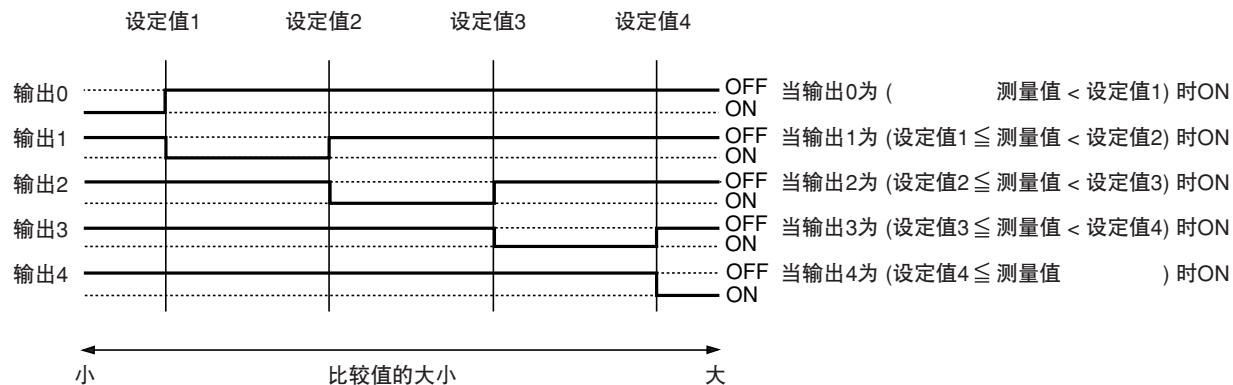 设定值1 设定值2 设定值3 设定值4
输出0 OFF 当输出0为 ( 测量值 < 设定值1) 时ON
ON
输出1 OFF 当输出1为 (设定值1 ≦ 测量值 < 设定值2) 时ON
ON
输出2 OFF 当输出2为 (设定值2 ≦ 测量值 < 设定值3) 时ON
ON
输出3 OFF 当输出3为 (设定值3 ≦ 测量值 < 设定值4) 时ON
ON
输出4 OFF 当输出4为 (设定值4 ≦ 测量值 ) 时ON
ON
小 比较值的大小 大